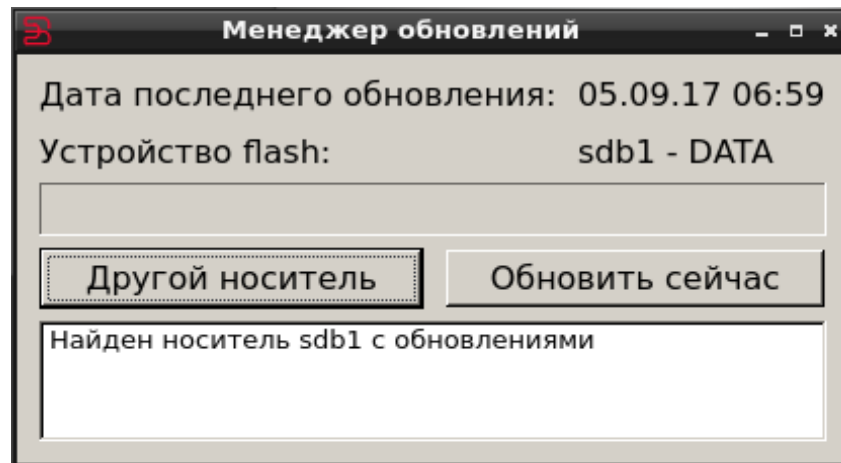 Менеджер обновлений
Дата последнего обновления: 05.09.17 06:59
Устройство flash: sdb1 - DATA
Другой носитель Обновить сейчас
Найден носитель sdb1 с обновлениями